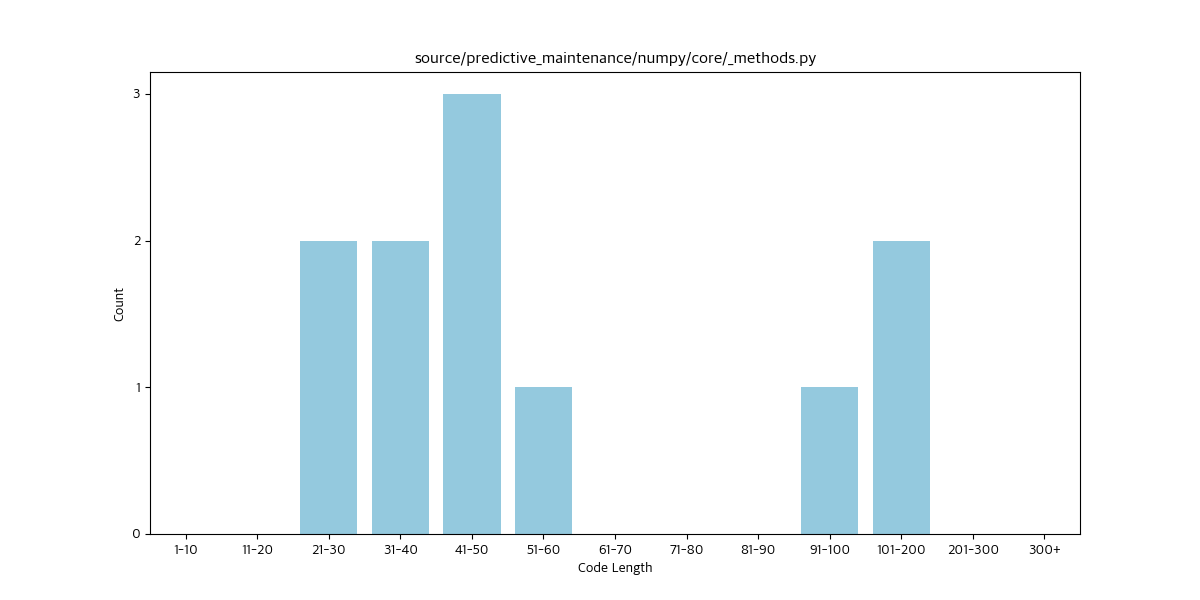 source/predictive_maintenance/numpy/core/_methods.py
3
2
1
0
Count
1-10 11-20 21-30 31-40 41-50 51-60 61-70 71-80 81-90 91-100 101-200 201-300 300+
Code Length